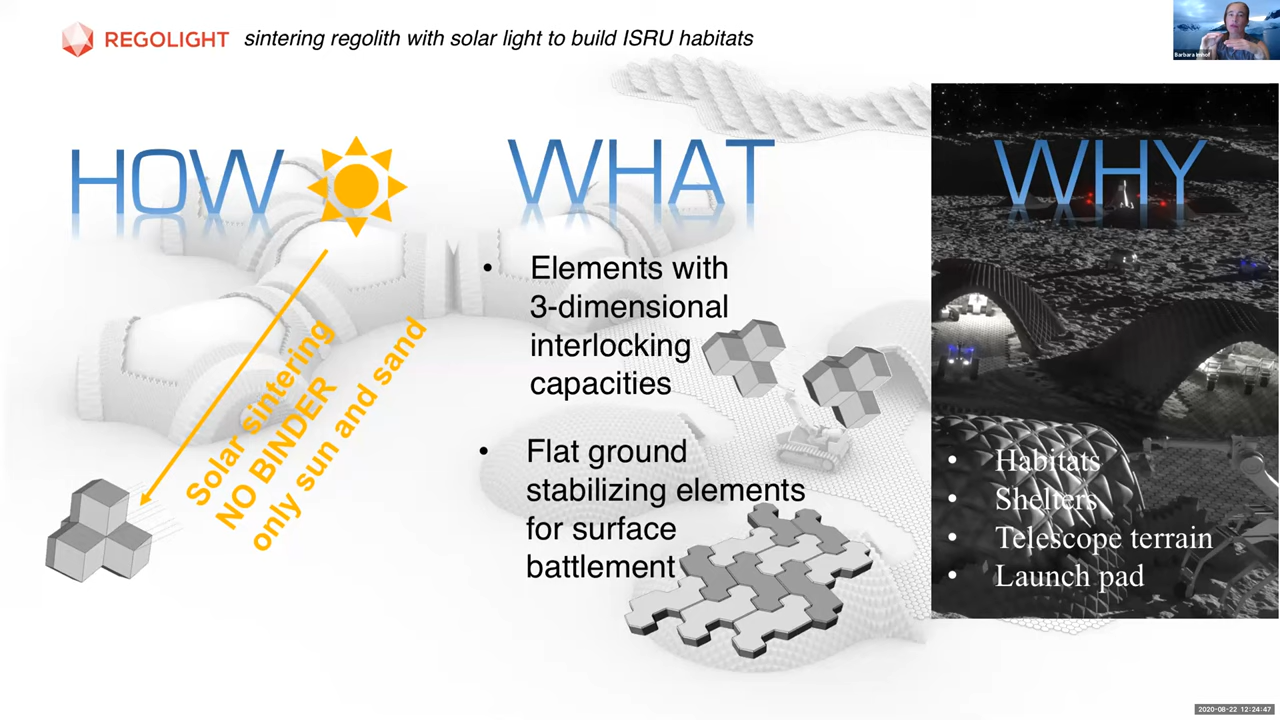 REGOLIGHT sintering regolith with solar light to build ISRU habitats
Barbara Imhof
HOW
Solar sintering
NO BINDER
only sun and sand
WHAT
• Elements with
3-dimensional
interlocking
capacities
• Flat ground
stabilizing elements
for surface
battlement
WHY
• Habitats
• Shelters
• Telescope terrain
• Launch pad
2020-08-22 12:24:47